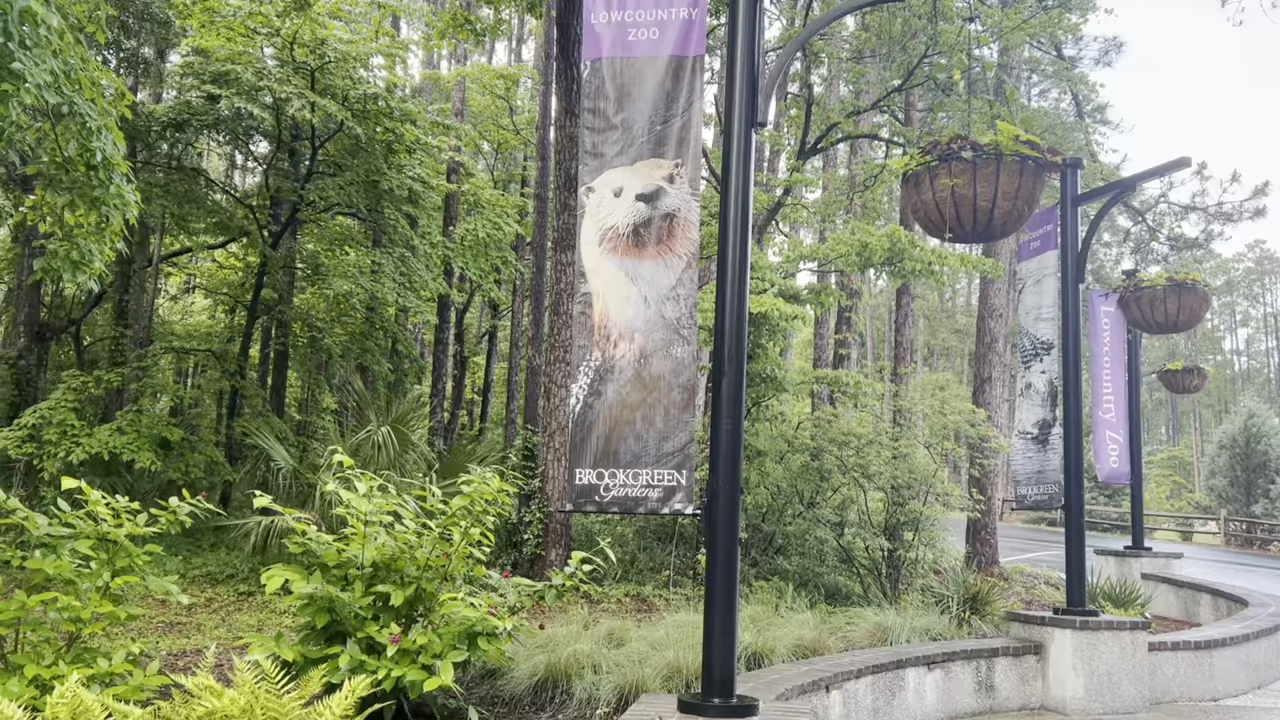 LOWCOUNTRY
ZOO
BROOKGREEN
Gardens
LOWCOUNTRY
ZOO
BROOKGREEN
Gardens
Lowcountry Zoo